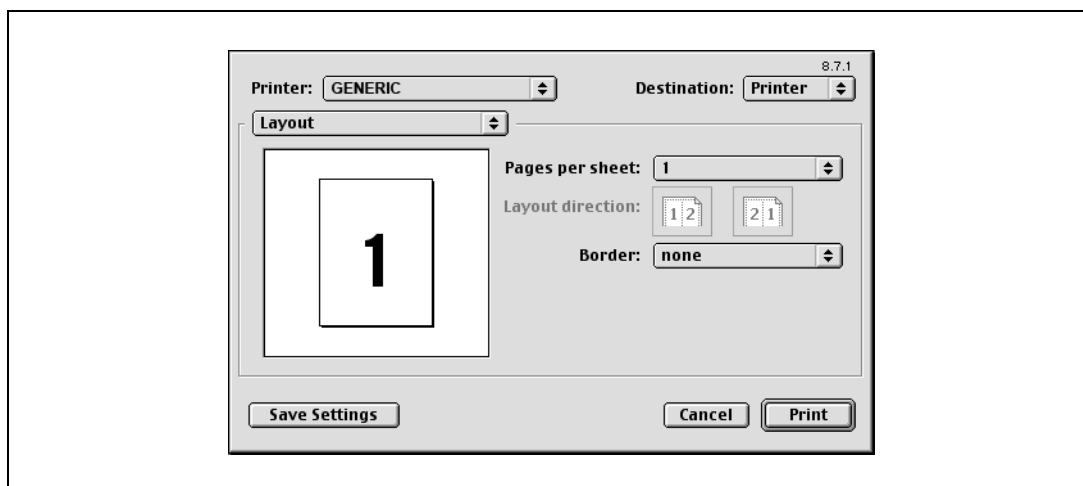 8.7.1
Printer: GENERIC Destination: Printer
Layout
Pages per sheet: 1
Layout direction: 1 2 2 1
1
Border: none
Save Settings Cancel Print